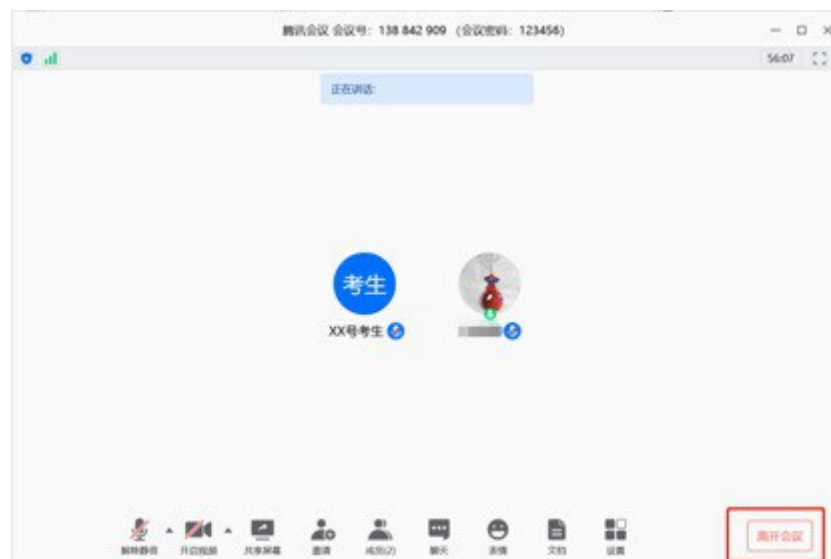 腾讯会议 会议号：138 842 909 （会议密码：123456）
56:07
正在讲话:
考生
XX号考生
解除静音
开启视频
共享屏幕
邀请
成员(2)
聊天
表情
文档
设置
离开会议